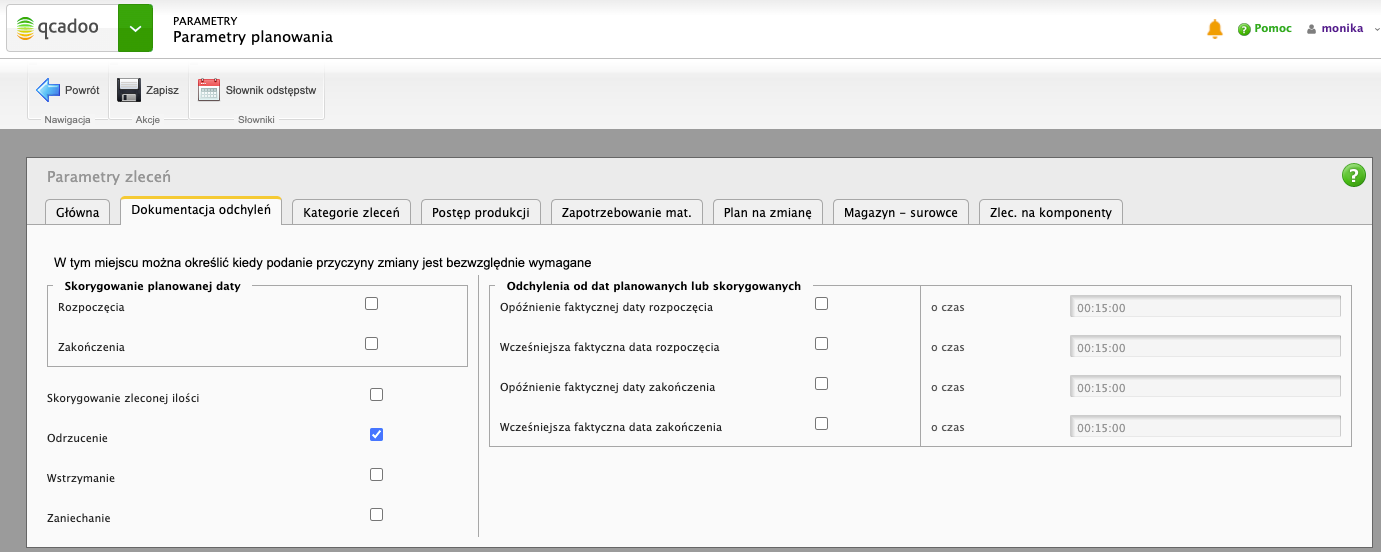 qcadoo
PARAMETRY
Parametry planowania
? Pomoc
monika
Powrót
Zapisz
Słownik odstępstw
Nawigacja
Akcje
Słowniki
Parametry zleceń
?
Główna
Dokumentacja odchyleń
Kategorie zleceń
Postęp produkcji
Zapotrzebowanie mat.
Plan na zmianę
Magazyn - surowce
Zlec. na komponenty
W tym miejscu można określić kiedy podanie przyczyny zmiany jest bezwzględnie wymagane
Skorygowanie planowanej daty
Rozpoczęcia
Zakończenia
Skorygowanie zleconej ilości
Odrzucenie
Wstrzymanie
Zaniechanie
Odchylenia od dat planowanych lub skorygowanych
Opóźnienie faktycznej daty rozpoczęcia
o czas
00:15:00
Wcześniejsza faktyczna data rozpoczęcia
o czas
00:15:00
Opóźnienie faktycznej daty zakończenia
o czas
00:15:00
Wcześniejsza faktyczna data zakończenia
o czas
00:15:00